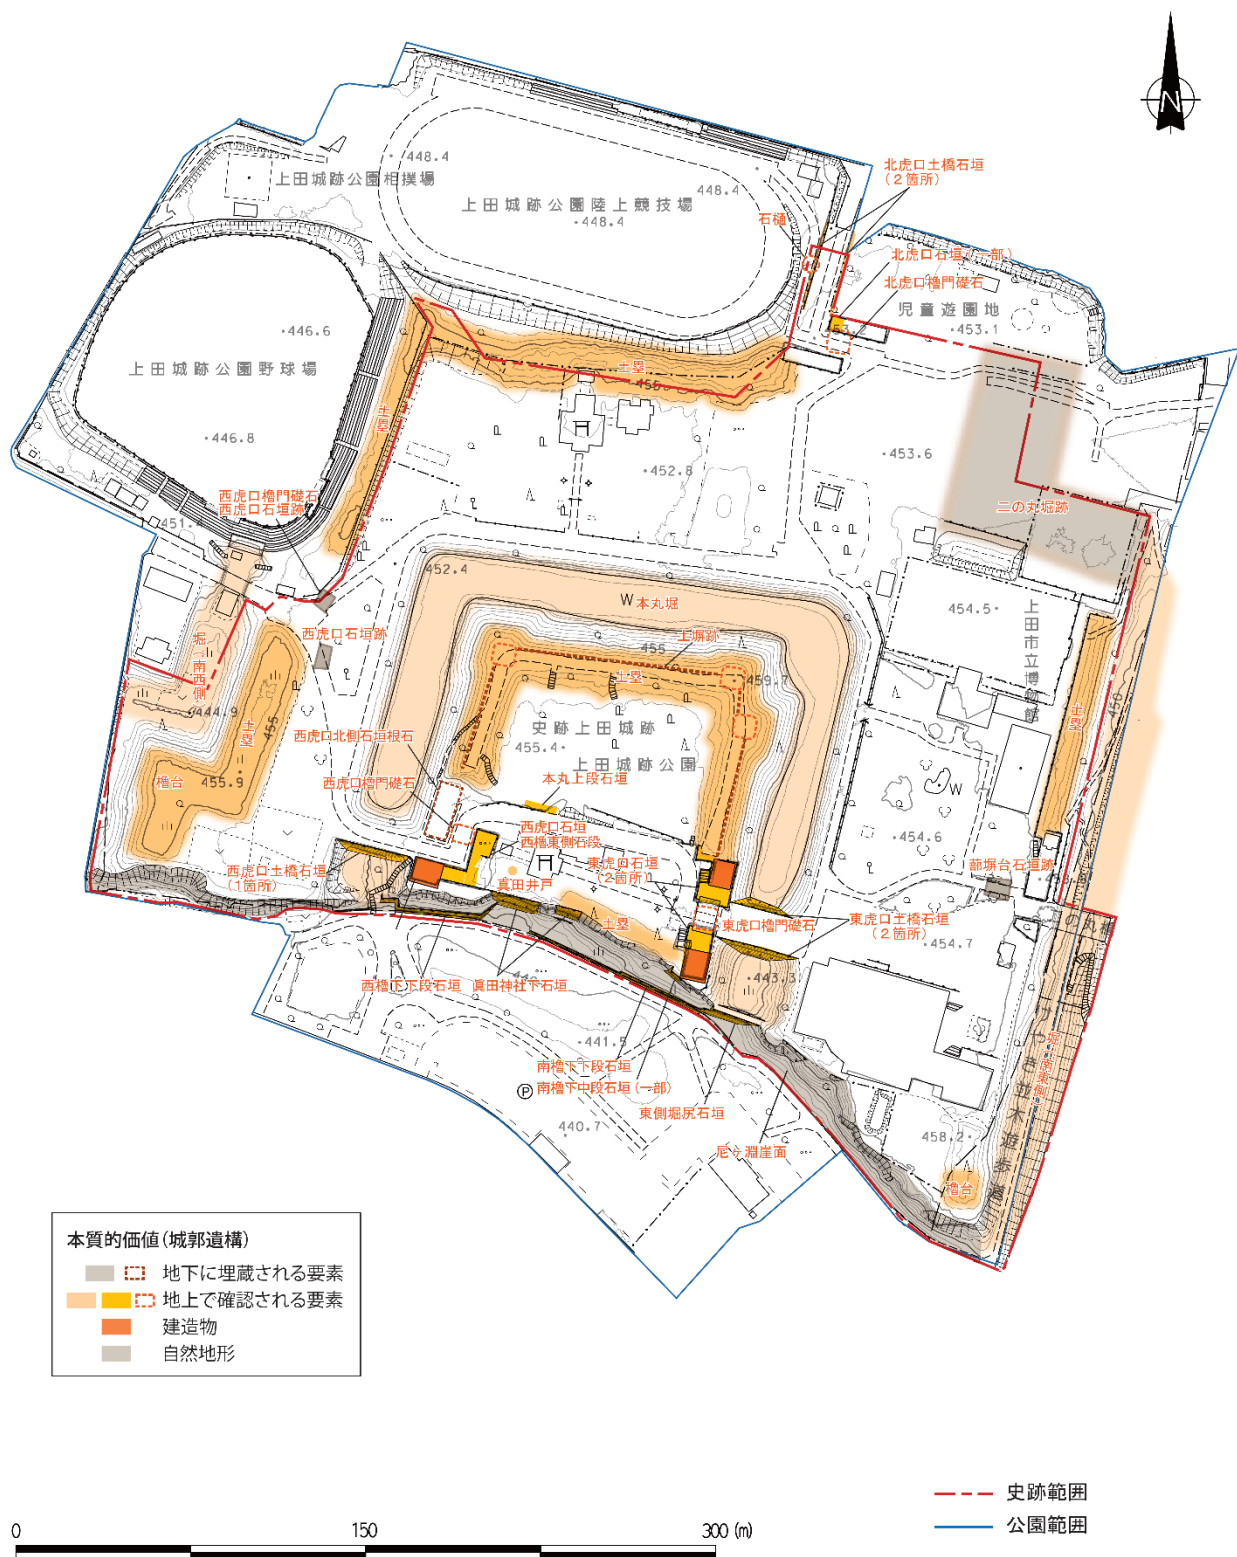 N
448.4
上田城跡公園相撲場
448.4
上田城跡公園陸上競技場
448.4
北虎口土橋石垣
(2箇所)
石樋
北虎口石垣(一部)
北虎口櫓門礎石
児童遊園地
453.2
453.1
446.6
上田城跡公園野球場
土塁
455
土塁
446.8
452.8
453.6
西虎口櫓門礎石
西虎口石垣跡
451.
二の丸堀跡
452.4
W 本丸堀
454.5
上田市立博物館
西虎口石垣跡
土塀跡
455
土塁
459.7
堀 南西側
444.9
土塁
455
土塁
456
史跡上田城跡
455.4
上田城跡公園
西虎口北側石垣根石
櫓台
455.9
西虎口櫓門礎石
本丸上段石垣
W
西虎口石垣
西櫓東側石段
454.6
西虎口土橋石垣
(1箇所)
東虎口石垣
(2箇所)
真田井戸
土塁
東虎口櫓門礎石
東虎口土橋石垣
(2箇所)
454.7
443.3
西櫓下下段石垣
眞田神社下石垣
441.5
南櫓下下段石垣
南櫓下中段石垣(一部)
東側堀尻石垣
尼ヶ淵崖面
P
440.7
458.2
櫓台
堀 南東側
けやき並木遊歩道
本質的価値(城郭遺構)
地下に埋蔵される要素
地上で確認される要素
建造物
自然地形
史跡範囲
公園範囲
0 150 300 (m)